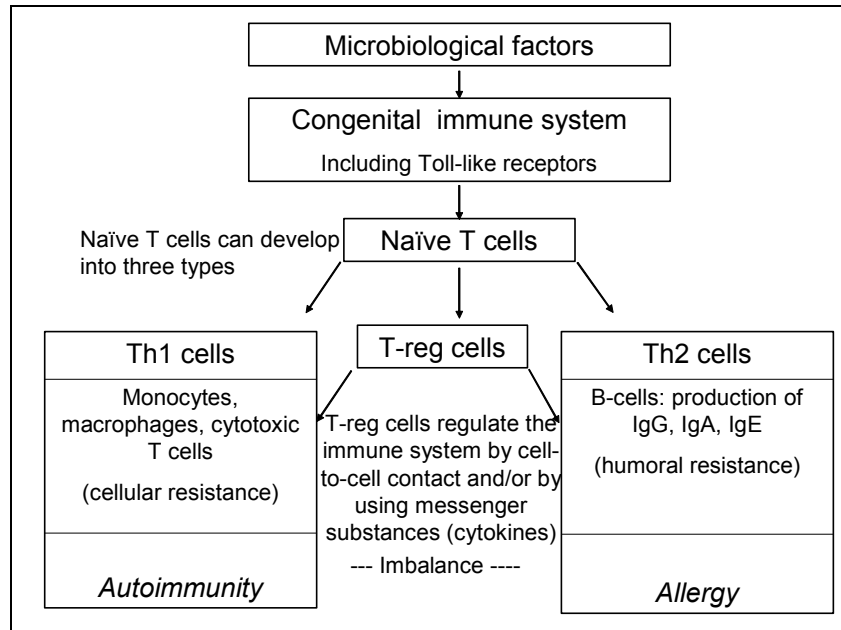 Microbiological factors
Congenital immune system
Including Toll-like receptors
Naïve T cells can develop
into three types
Naïve T cells
Th1 cells
Monocytes,
macrophages, cytotoxic
T cells
(cellular resistance)
Autoimmunity
T-reg cells
T-reg cells regulate the
immune system by cell-
to-cell contact and/or by
using messenger
substances (cytokines)
--- Imbalance ----
Th2 cells
B-cells: production of
IgG, IgA, IgE
(humoral resistance)
Allergy